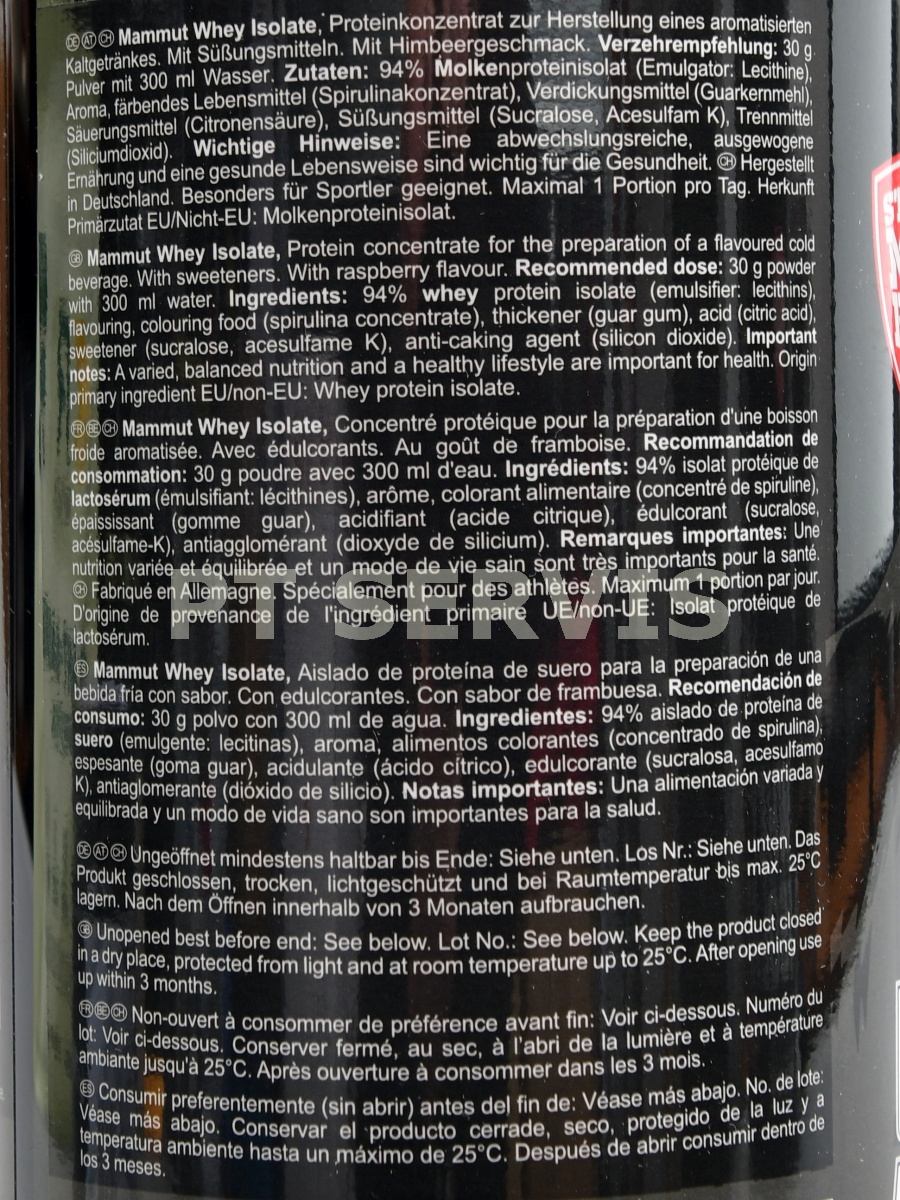 DE AT CH Mammut Whey Isolate, Proteinkonzentrat zur Herstellung eines aromatisierten
Kaltgetränkes. Mit Süßungsmitteln. Mit Himbeergeschmack. Verzehrempfehlung: 30 g
Pulver mit 300 ml Wasser. Zutaten: 94% Molkenproteinisolat (Emulgator: Lecithine),
Aroma, färbendes Lebensmittel (Spirulinakonzentrat), Verdickungsmittel (Guarkernmehl),
Säuerungsmittel (Citronensäure), Süßungsmittel (Sucralose, Acesulfam K), Trennmittel
(Siliciumdioxid). Wichtige Hinweise: Eine abwechslungsreiche, ausgewogene
Ernährung und eine gesunde Lebensweise sind wichtig für die Gesundheit. CH Hergestellt
in Deutschland. Besonders für Sportler geeignet. Maximal 1 Portion pro Tag. Herkunft
Primärzutat EU/Nicht-EU: Molkenproteinisolat.
GB Mammut Whey Isolate, Protein concentrate for the preparation of a flavoured cold
beverage. With sweeteners. With raspberry flavour. Recommended dose: 30 g powder
with 300 ml water. Ingredients: 94% whey protein isolate (emulsifier: lecithins),
flavouring, colouring food (spirulina concentrate), thickener (guar gum), acid (citric acid),
sweetener (sucralose, acesulfame K), anti-caking agent (silicon dioxide). Important
notes: A varied, balanced nutrition and a healthy lifestyle are important for health. Origin
primary ingredient EU/non-EU: Whey protein isolate.
FR BE CH Mammut Whey Isolate, Concentré protéique pour la préparation d'une boisson
froide aromatisée. Avec édulcorants. Au goût de framboise. Recommandation de
consommation: 30 g poudre avec 300 ml d'eau. Ingrédients: 94% isolat protéique de
lactosérum (émulsifiant: lécithines), arôme, colorant alimentaire (concentré de spiruline),
épaississant (gomme guar), acidifiant (acide citrique), édulcorant (sucralose,
acésulfame-K), antiagglomérant (dioxyde de silicium). Remarques importantes: Une
nutrition variée et équilibrée et un mode de vie sain sont très importants pour la santé.
CH Fabriqué en Allemagne. Spécialement pour des athlètes. Maximum 1 portion par jour.
D'origine de provenance de l'ingrédient primaire UE/non-UE: Isolat protéique de
lactosérum.
PT SERVIS
ES Mammut Whey Isolate, Aislado de proteína de suero para la preparación de una
bebida fría con sabor. Con edulcorantes. Con sabor de frambuesa. Recomendación de
consumo: 30 g polvo con 300 ml de agua. Ingredientes: 94% aislado de proteína de
suero (emulgente: lecitinas), aroma, alimentos colorantes (concentrado de spirulina),
espesante (goma guar), acidulante (ácido cítrico), edulcorante (sucralosa, acesulfamo
K), antiaglomerante (dióxido de silicio). Notas importantes: Una alimentación variada y
equilibrada y un modo de vida sano son importantes para la salud.
DE AT CH Ungeöffnet mindestens haltbar bis Ende: Siehe unten. Los Nr.: Siehe unten. Das
Produkt geschlossen, trocken, lichtgeschützt und bei Raumtemperatur bis max. 25°C
lagern. Nach dem Öffnen innerhalb von 3 Monaten aufbrauchen.
GB Unopened best before end: See below. Lot No.: See below. Keep the product closed
in a dry place, protected from light and at room temperature up to 25°C. After opening use
up within 3 months.
FR BE CH Non-ouvert à consommer de préférence avant fin: Voir ci-dessous. Numéro du
lot: Voir ci-dessous. Conserver fermé, au sec, à l'abri de la lumière et à température
ambiante jusqu'à 25°C. Après ouverture à consommer dans les 3 mois.
ES Consumir preferentemente (sin abrir) antes del fin de: Véase más abajo. No. de lote:
Véase más abajo. Conservar el producto cerrade, seco, protegido de la luz y a
temperatura ambiente hasta un máximo de 25°C. Después de abrir consumir dentro de
los 3 meses.